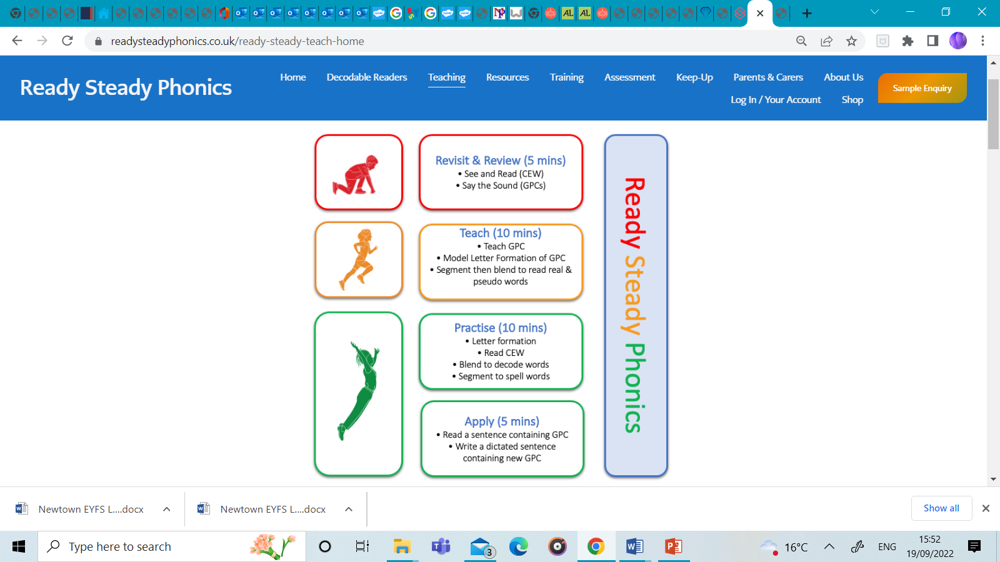 readysteadyphonics.co.uk/ready-steady-teach-home
Ready Steady Phonics
Home Decodable Readers Teaching Resources Training Assessment Keep-Up Parents & Carers About Us
Log In / Your Account Shop
Sample Enquiry
Revisit & Review (5 mins)
• See and Read (CEW)
• Say the Sound (GPCs)
Teach (10 mins)
• Teach GPC
• Model Letter Formation of GPC
• Segment then blend to read real &
pseudo words
Practise (10 mins)
• Letter formation
• Read CEW
• Blend to decode words
• Segment to spell words
Apply (5 mins)
• Read a sentence containing GPC
• Write a dictated sentence
containing new GPC
Ready Steady Phonics
Newtown EYFS L....docx
Newtown EYFS L....docx
Show all
Type here to search
3
16°C
ENG
15:52
19/09/2022